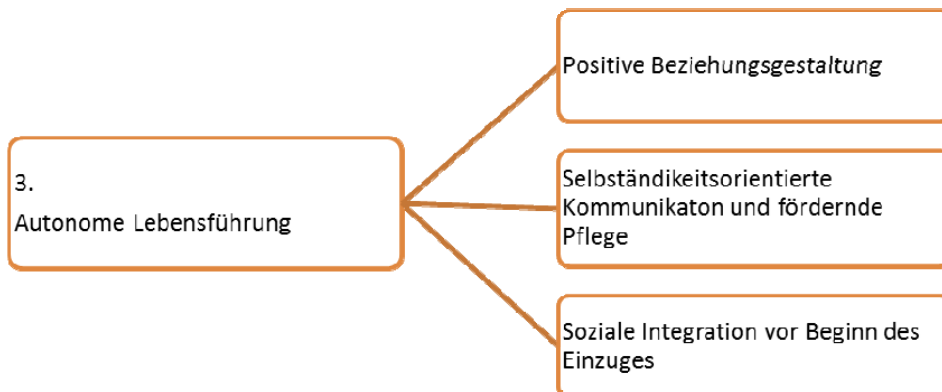 3.
Autonome Lebensführung
Positive Beziehungsgestaltung
Selbständikeitsorientierte
Kommunikaton und fördernde
Pflege
Soziale Integration vor Beginn des
Einzuges